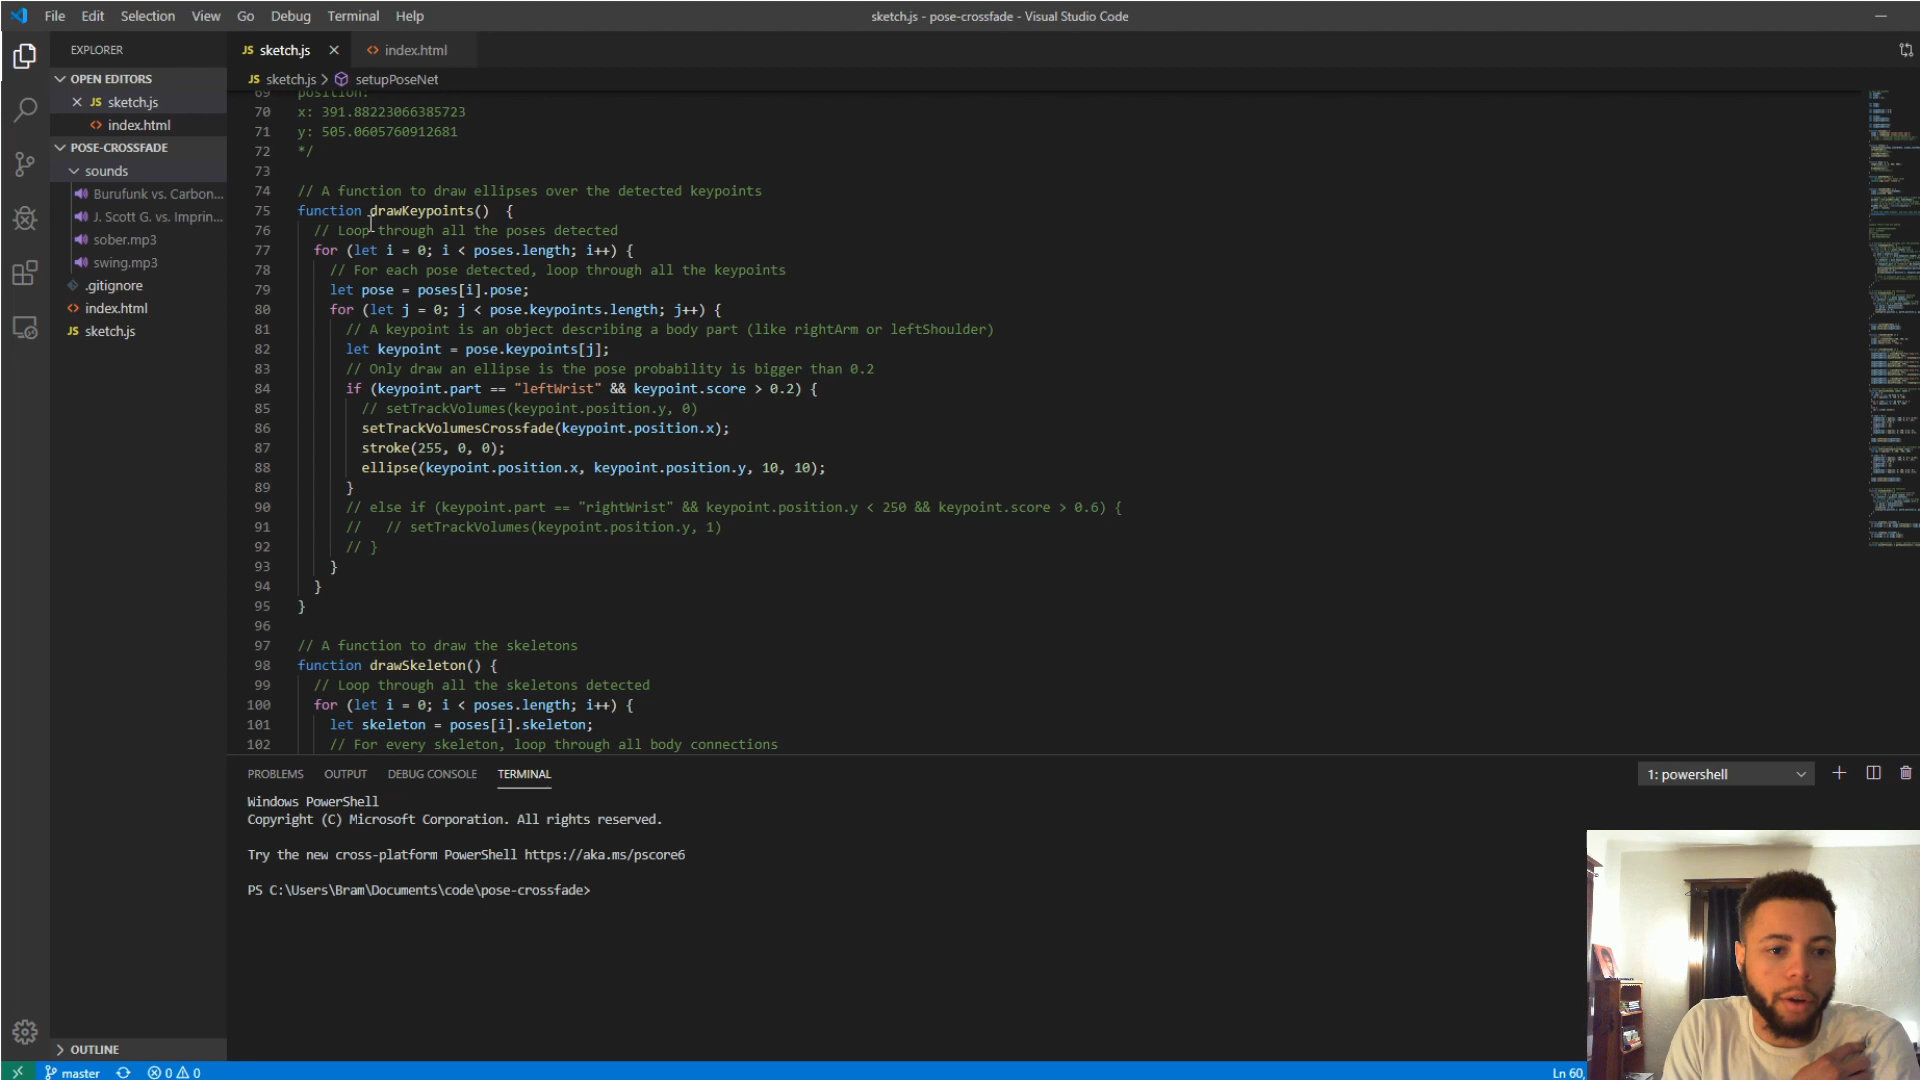 File Edit Selection View Go Debug Terminal Help
sketch.js - pose-crossfade - Visual Studio Code
EXPLORER
OPEN EDITORS
JS sketch.js
<> index.html
POSE-CROSSFADE
sounds
Burufunk vs. Carbon...
J. Scott G. vs. Imprin...
sober.mp3
swing.mp3
.gitignore
<> index.html
JS sketch.js
OUTLINE
JS sketch.js
<> index.html
JS sketch.js > setupPoseNet
69 position:
70 x: 391.88223066385723
71 y: 505.0605760912681
72 */
73
74 // A function to draw ellipses over the detected keypoints
75 function drawKeypoints()  {
76 // Loop through all the poses detected
77 for (let i = 0; i < poses.length; i++) {
78 // For each pose detected, loop through all the keypoints
79 let pose = poses[i].pose;
80 for (let j = 0; j < pose.keypoints.length; j++) {
81 // A keypoint is an object describing a body part (like rightArm or leftShoulder)
82 let keypoint = pose.keypoints[j];
83 // Only draw an ellipse is the pose probability is bigger than 0.2
84 if (keypoint.part == "leftWrist" && keypoint.score > 0.2) {
85 // setTrackVolumes(keypoint.position.y, 0)
86 setTrackVolumesCrossfade(keypoint.position.x);
87 stroke(255, 0, 0);
88 ellipse(keypoint.position.x, keypoint.position.y, 10, 10);
89 }
90 // else if (keypoint.part == "rightWrist" && keypoint.position.y < 250 && keypoint.score > 0.6) {
91 //   // setTrackVolumes(keypoint.position.y, 1)
92 // }
93 }
94 }
95 }
96
97 // A function to draw the skeletons
98 function drawSkeleton() {
99 // Loop through all the skeletons detected
100 for (let i = 0; i < poses.length; i++) {
101 let skeleton = poses[i].skeleton;
102 // For every skeleton, loop through all body connections
PROBLEMS OUTPUT DEBUG CONSOLE TERMINAL
1: powershell
Windows PowerShell
Copyright (C) Microsoft Corporation. All rights reserved.
Try the new cross-platform PowerShell https://aka.ms/pscore6
PS C:\Users\Bram\Documents\code\pose-crossfade>
master 0 0
Ln 60,